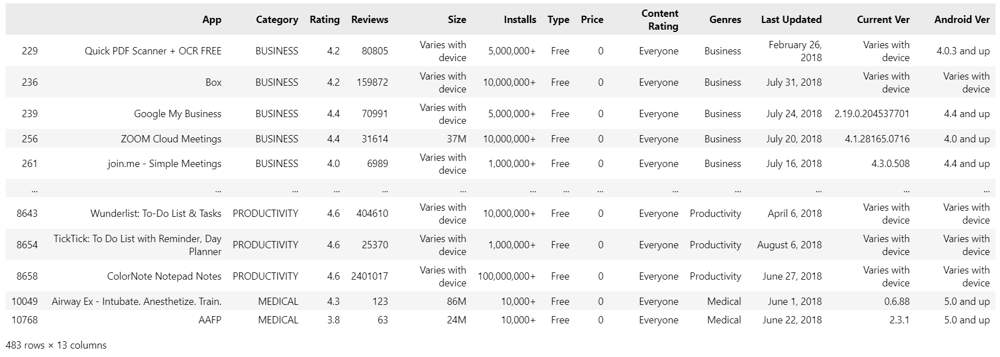 App Category Rating Reviews Size Installs Type Price Content Rating Genres Last Updated Current Ver Android Ver
229 Quick PDF Scanner + OCR FREE BUSINESS 4.2 80805 Varies with device 5,000,000+ Free 0 Everyone Business February 26, 2018 Varies with device 4.0.3 and up
236 Box BUSINESS 4.2 159872 Varies with device 10,000,000+ Free 0 Everyone Business July 31, 2018 Varies with device Varies with device
239 Google My Business BUSINESS 4.4 70991 Varies with device 5,000,000+ Free 0 Everyone Business July 24, 2018 2.19.0.204537701 4.4 and up
256 ZOOM Cloud Meetings BUSINESS 4.4 31614 37M 10,000,000+ Free 0 Everyone Business July 20, 2018 4.1.28165.0716 4.0 and up
261 join.me - Simple Meetings BUSINESS 4.0 6989 Varies with device 1,000,000+ Free 0 Everyone Business July 16, 2018 4.3.0.508 4.4 and up
... ... ... ... ... ... ... ... ... ... ... ... ... ...
8643 Wunderlist: To-Do List & Tasks PRODUCTIVITY 4.6 404610 Varies with device 10,000,000+ Free 0 Everyone Productivity April 6, 2018 Varies with device Varies with device
8654 TickTick: To Do List with Reminder, Day Planner PRODUCTIVITY 4.6 25370 Varies with device 1,000,000+ Free 0 Everyone Productivity August 6, 2018 Varies with device Varies with device
8658 ColorNote Notepad Notes PRODUCTIVITY 4.6 2401017 Varies with device 100,000,000+ Free 0 Everyone Productivity June 27, 2018 Varies with device Varies with device
10049 Airway Ex - Intubate. Anesthetize. Train. MEDICAL 4.3 123 86M 10,000+ Free 0 Everyone Medical June 1, 2018 0.6.88 5.0 and up
10768 AAFP MEDICAL 3.8 63 24M 10,000+ Free 0 Everyone Medical June 22, 2018 2.3.1 5.0 and up
483 rows × 13 columns